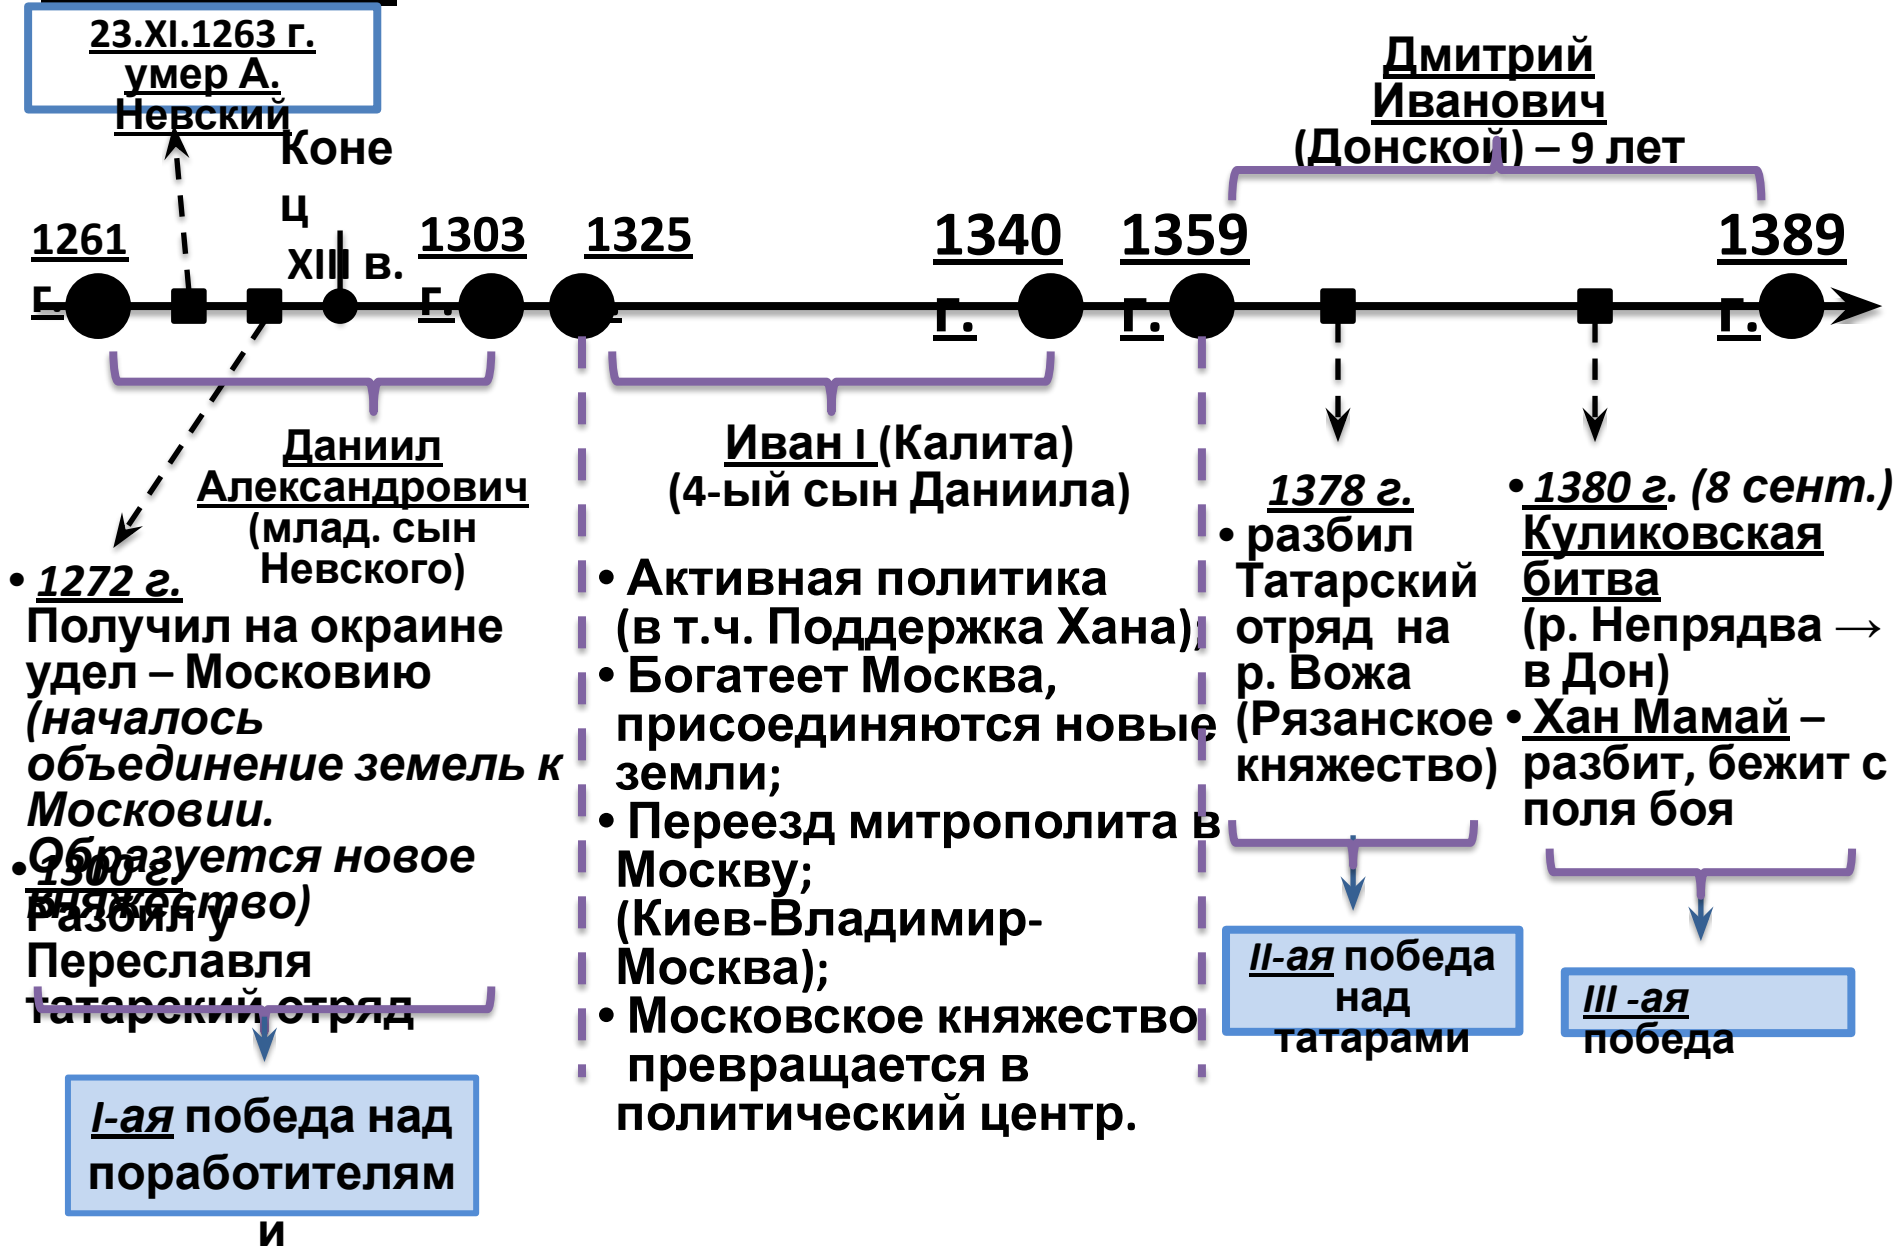 23.XI.1263 г.
умер А.
Невский
Коне
ц
XIII в.
Дмитрий
Иванович
(Донской) – 9 лет
1261
г.
1303
г.
1325
1340
г.
1359
г.
1389
г.
Даниил
Александрович
(млад. сын
Невского)
• 1272 г.
Получил на окраине
удел – Московию
(началось
объединение земель к
Московии.
Образуется новое
княжество)
• 1300 г.
Разбил у
Переславля
татарский отряд
I-ая победа над
поработителям
и
Иван I (Калита)
(4-ый сын Даниила)
• Активная политика
(в т.ч. Поддержка Хана);
• Богатеет Москва,
присоединяются новые
земли;
• Переезд митрополита в
Москву;
(Киев-Владимир-
Москва);
• Московское княжество
превращается в
политический центр.
1378 г.
• разбил
Татарский
отряд на
р. Вожа
(Рязанское
княжество)
II-ая победа
над
татарами
• 1380 г. (8 сент.)
Куликовская
битва
(р. Непрядва →
в Дон)
• Хан Мамай –
разбит, бежит с
поля боя
III -ая
победа